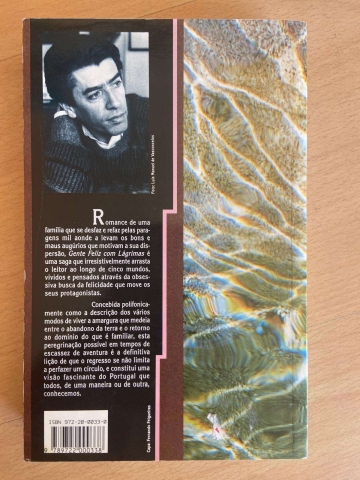 Foto: Luís Manuel de Vasconcelos
Romance de uma
família que se desfaz e refaz pelas para-
gens mil aonde a levam os bons e
maus augúrios que motivam a sua dis-
persão, Gente Feliz com Lágrimas é
uma saga que irresistivelmente arrasta
o leitor ao longo de cinco mundos,
vividos e pensados através da obses-
siva busca da felicidade que move os
seus protagonistas.
Concebida polifonica-
mente como a descrição dos vários
modos de viver a amargura que medeia
entre o abandono da terra e o retorno
ao domínio do que é familiar, esta
peregrinação possível em tempos de
escassez de aventura é a definitiva
lição de que o regresso se não limita
a perfazer um círculo, e constitui uma
visão fascinante do Portugal que
todos, de uma maneira ou de outra,
conhecemos.
ISBN 972-20-0033-0
9789722000338
Capa: Fernando Felgueiras